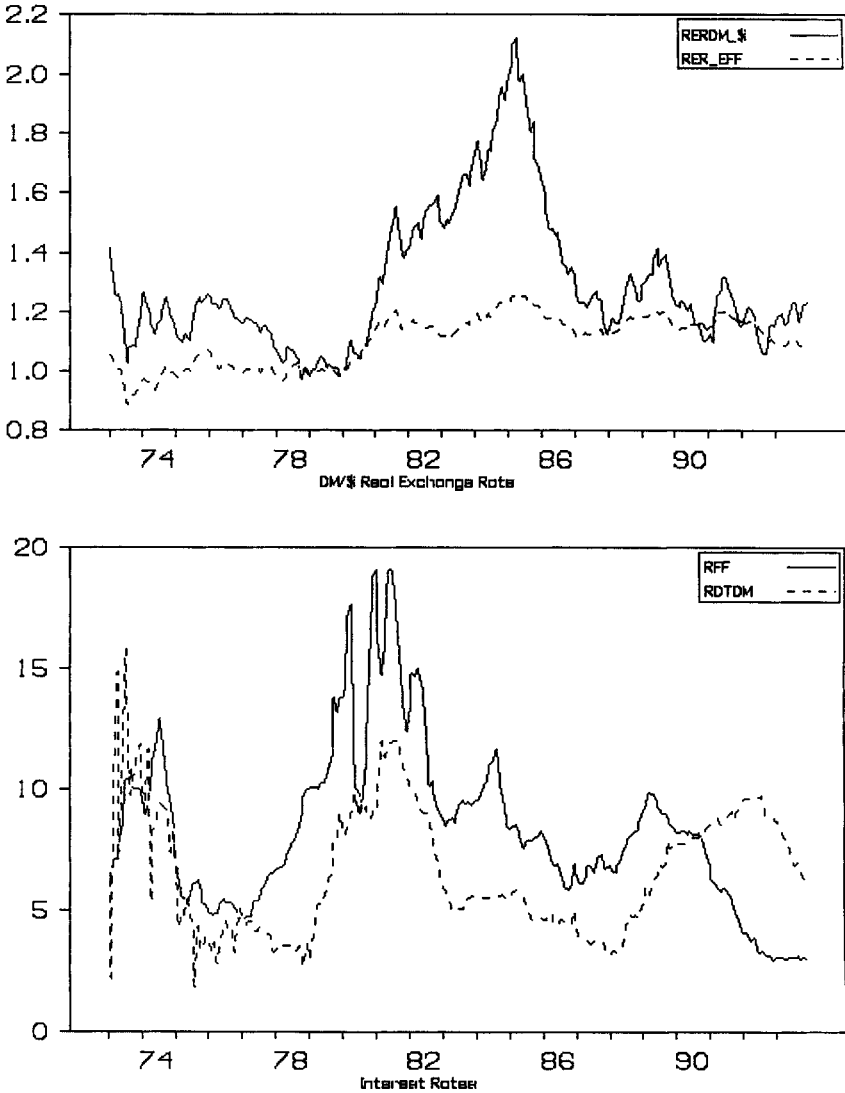 2.2
RERDM_$
RER_EFF
2.0
1.8
1.6
1.4
1.2
1.0
0.8
74 78 82 86 90
DM/$ Real Exchange Rate
20
RFF
RDTDM
15
10
5
0
74 78 82 86 90
Interest Rates